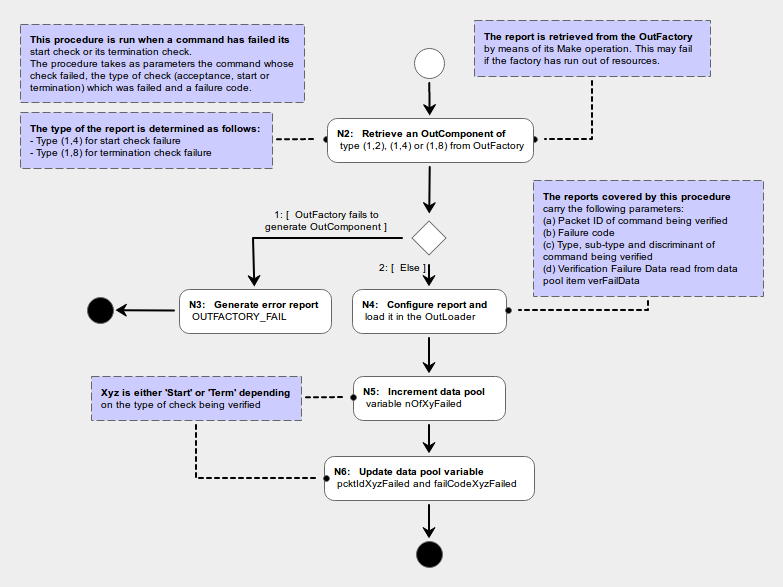 This procedure is run when a command has failed its
start check or its termination check.
The procedure takes as parameters the command whose
check failed, the type of check (acceptance, start or
termination) which was failed and a failure code.
The report is retrieved from the OutFactory
by means of its Make operation. This may fail
if the factory has run out of resources.
The type of the report is determined as follows:
- Type (1,4) for start check failure
- Type (1,8) for termination check failure
N2: Retrieve an OutComponent of
type (1,2), (1,4) or (1,8) from OutFactory
The reports covered by this procedure
carry the following parameters:
(a) Packet ID of command being verified
(b) Failure code
(c) Type, sub-type and discriminant of
command being verified
(d) Verification Failure Data read from data
pool item verFailData
1: [ OutFactory fails to
generate OutComponent ]
2: [ Else ]
N3: Generate error report
OUTFACTORY_FAIL
N4: Configure report and
load it in the OutLoader
Xyz is either 'Start' or 'Term' depending
on the type of check being verified
N5: Increment data pool
variable nOfXyFailed
N6: Update data pool variable
pcktIdXyzFailed and failCodeXyzFailed